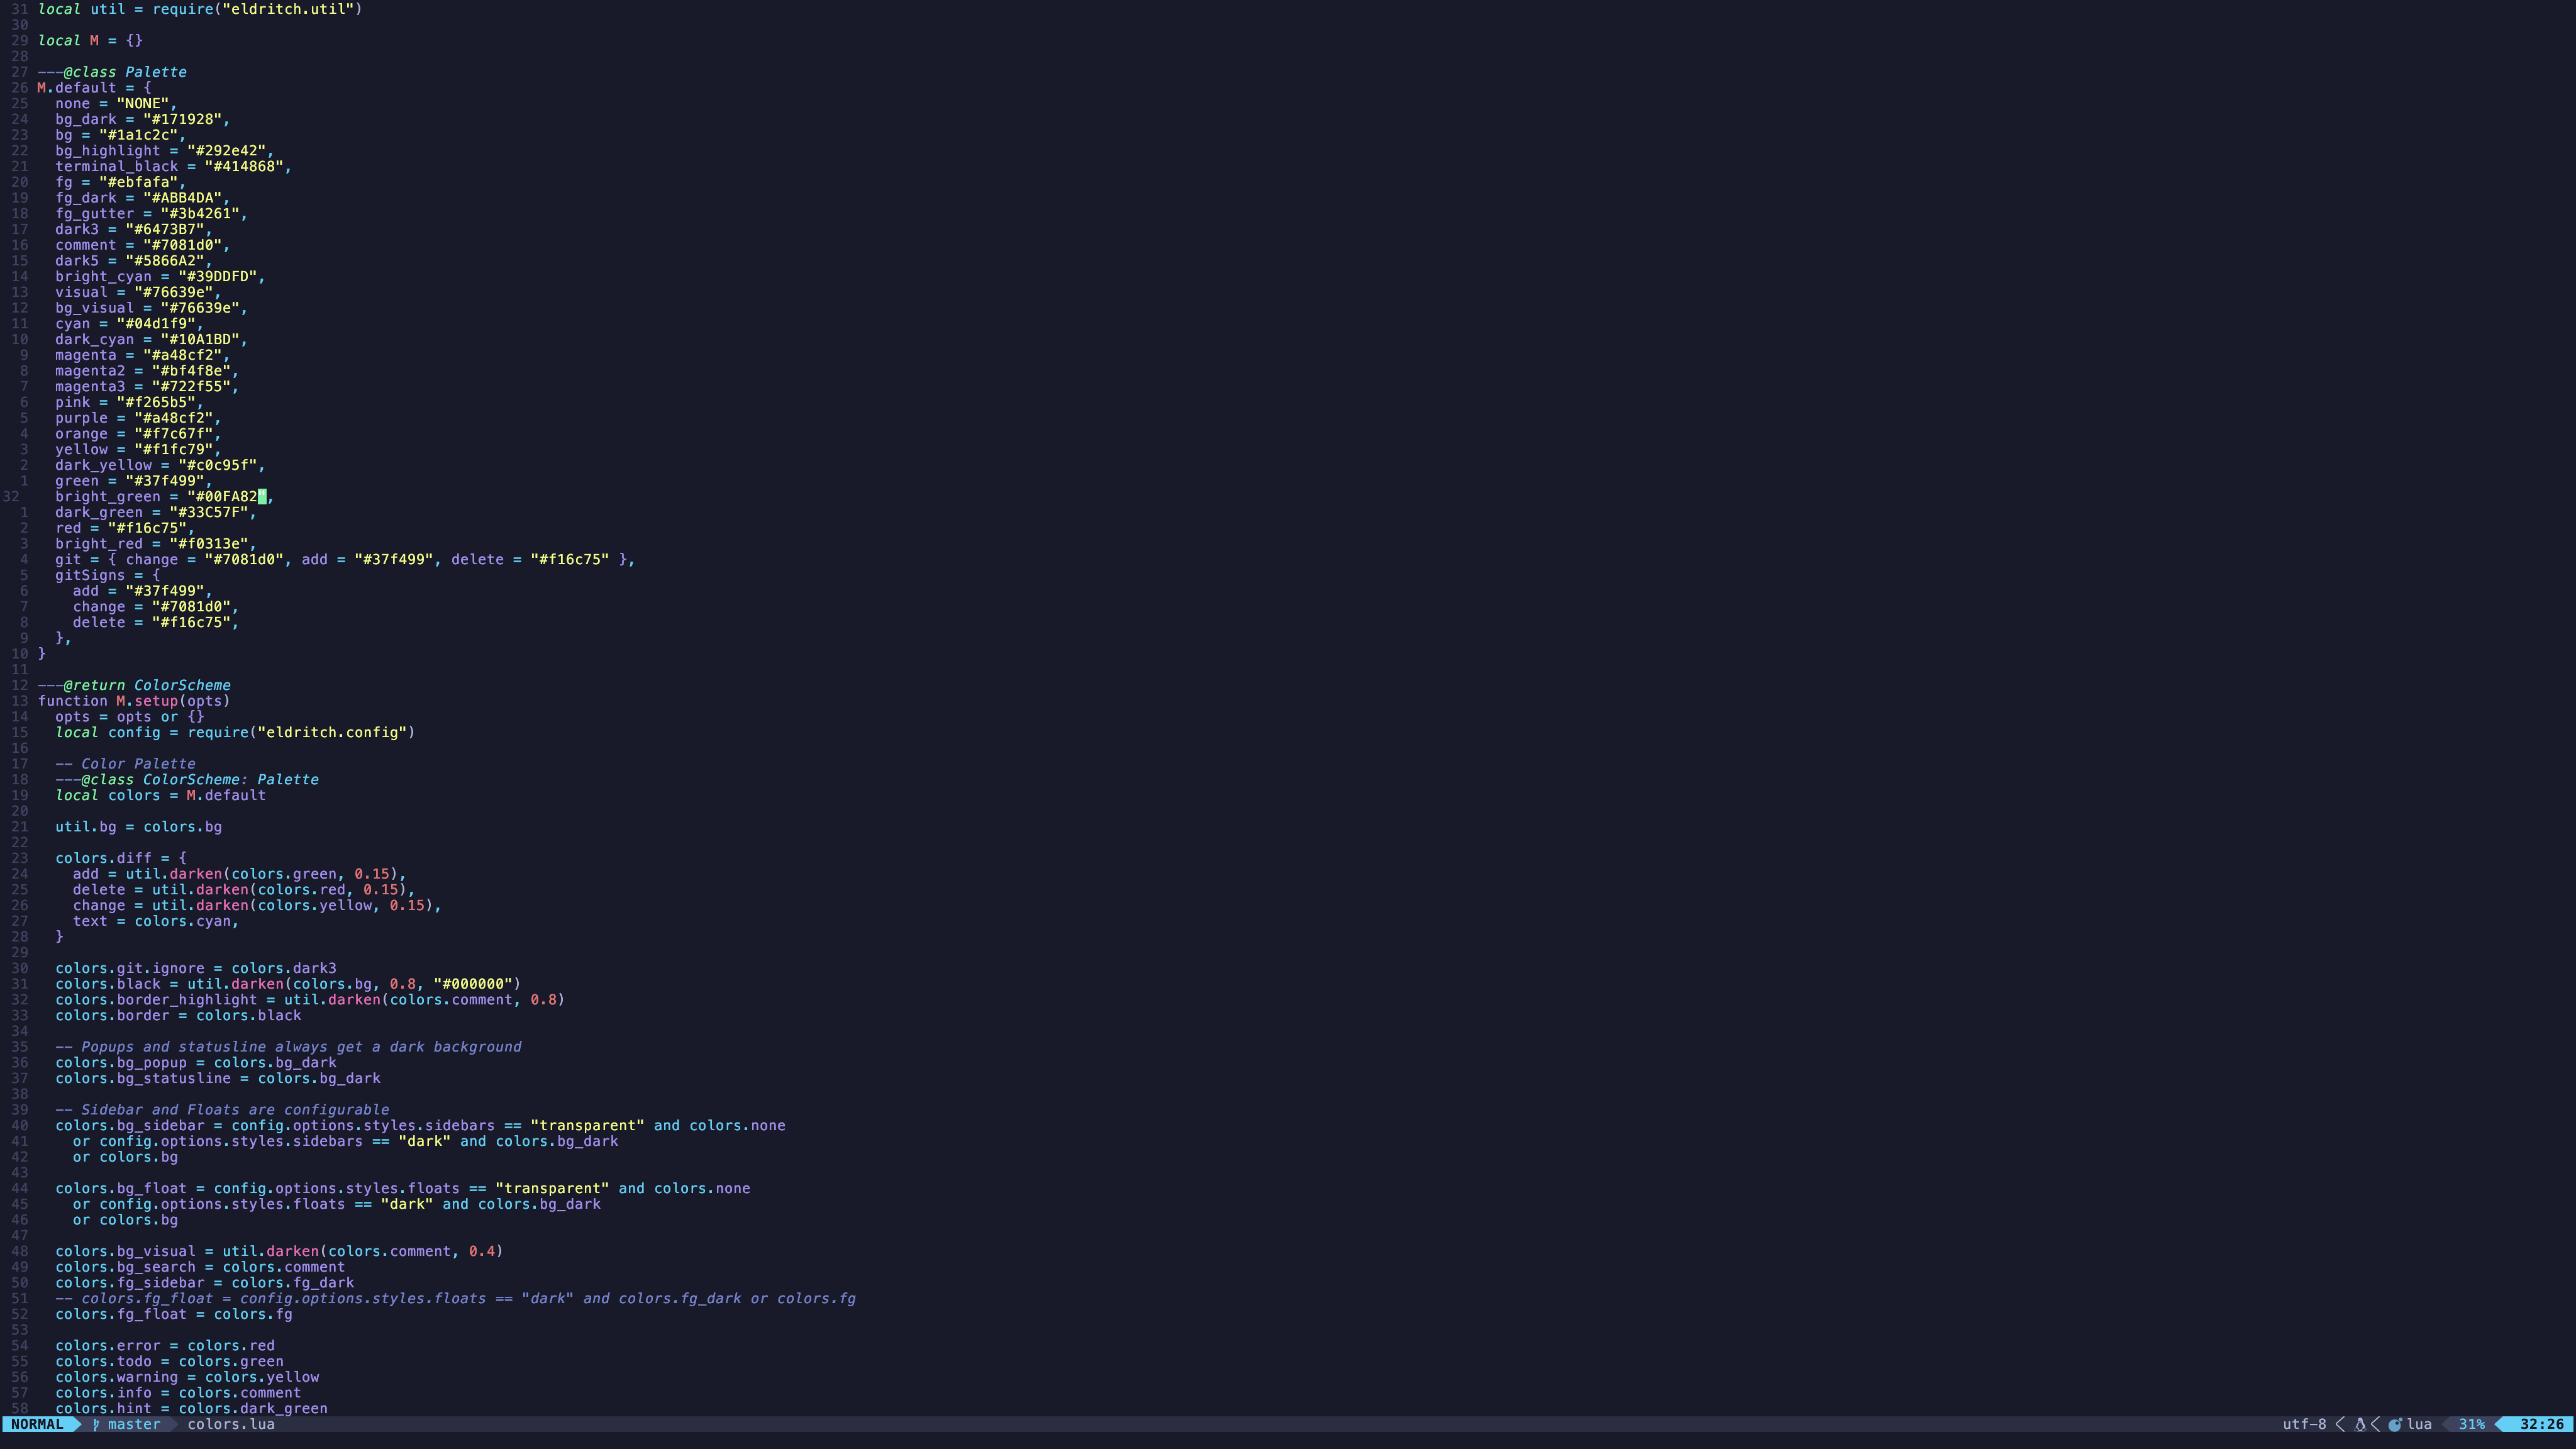 31 local util = require("eldritch.util")
30
29 local M = {}
28
27 ---@class Palette
26 M.default = {
25   none = "NONE",
24   bg_dark = "#171928",
23   bg = "#1a1c2c",
22   bg_highlight = "#292e42",
21   terminal_black = "#414868",
20   fg = "#ebfafa",
19   fg_dark = "#ABB4DA",
18   fg_gutter = "#3b4261",
17   dark3 = "#6473B7",
16   comment = "#7081d0",
15   dark5 = "#5866A2",
14   bright_cyan = "#39DDFD",
13   visual = "#76639e",
12   bg_visual = "#76639e",
11   cyan = "#04d1f9",
10   dark_cyan = "#10A1BD",
9   magenta = "#a48cf2",
8   magenta2 = "#bf4f8e",
7   magenta3 = "#722f55",
6   pink = "#f265b5",
5   purple = "#a48cf2",
4   orange = "#f7c67f",
3   yellow = "#f1fc79",
2   dark_yellow = "#c0c95f",
1   green = "#37f499",
32   bright_green = "#00FA82",
1   dark_green = "#33C57F",
2   red = "#f16c75",
3   bright_red = "#f0313e",
4   git = { change = "#7081d0", add = "#37f499", delete = "#f16c75" },
5   gitSigns = {
6     add = "#37f499",
7     change = "#7081d0",
8     delete = "#f16c75",
9   },
10 }
11
12 ---@return ColorScheme
13 function M.setup(opts)
14   opts = opts or {}
15   local config = require("eldritch.config")
16
17   -- Color Palette
18   ---@class ColorScheme: Palette
19   local colors = M.default
20
21   util.bg = colors.bg
22
23   colors.diff = {
24     add = util.darken(colors.green, 0.15),
25     delete = util.darken(colors.red, 0.15),
26     change = util.darken(colors.yellow, 0.15),
27     text = colors.cyan,
28   }
29
30   colors.git.ignore = colors.dark3
31   colors.black = util.darken(colors.bg, 0.8, "#000000")
32   colors.border_highlight = util.darken(colors.comment, 0.8)
33   colors.border = colors.black
34
35   -- Popups and statusline always get a dark background
36   colors.bg_popup = colors.bg_dark
37   colors.bg_statusline = colors.bg_dark
38
39   -- Sidebar and Floats are configurable
40   colors.bg_sidebar = config.options.styles.sidebars == "transparent" and colors.none
41     or config.options.styles.sidebars == "dark" and colors.bg_dark
42     or colors.bg
43
44   colors.bg_float = config.options.styles.floats == "transparent" and colors.none
45     or config.options.styles.floats == "dark" and colors.bg_dark
46     or colors.bg
47
48   colors.bg_visual = util.darken(colors.comment, 0.4)
49   colors.bg_search = colors.comment
50   colors.fg_sidebar = colors.fg_dark
51   -- colors.fg_float = config.options.styles.floats == "dark" and colors.fg_dark or colors.fg
52   colors.fg_float = colors.fg
53
54   colors.error = colors.red
55   colors.todo = colors.green
56   colors.warning = colors.yellow
57   colors.info = colors.comment
58   colors.hint = colors.dark_green
NORMAL master colors.lua utf-8 lua 31% 32:26